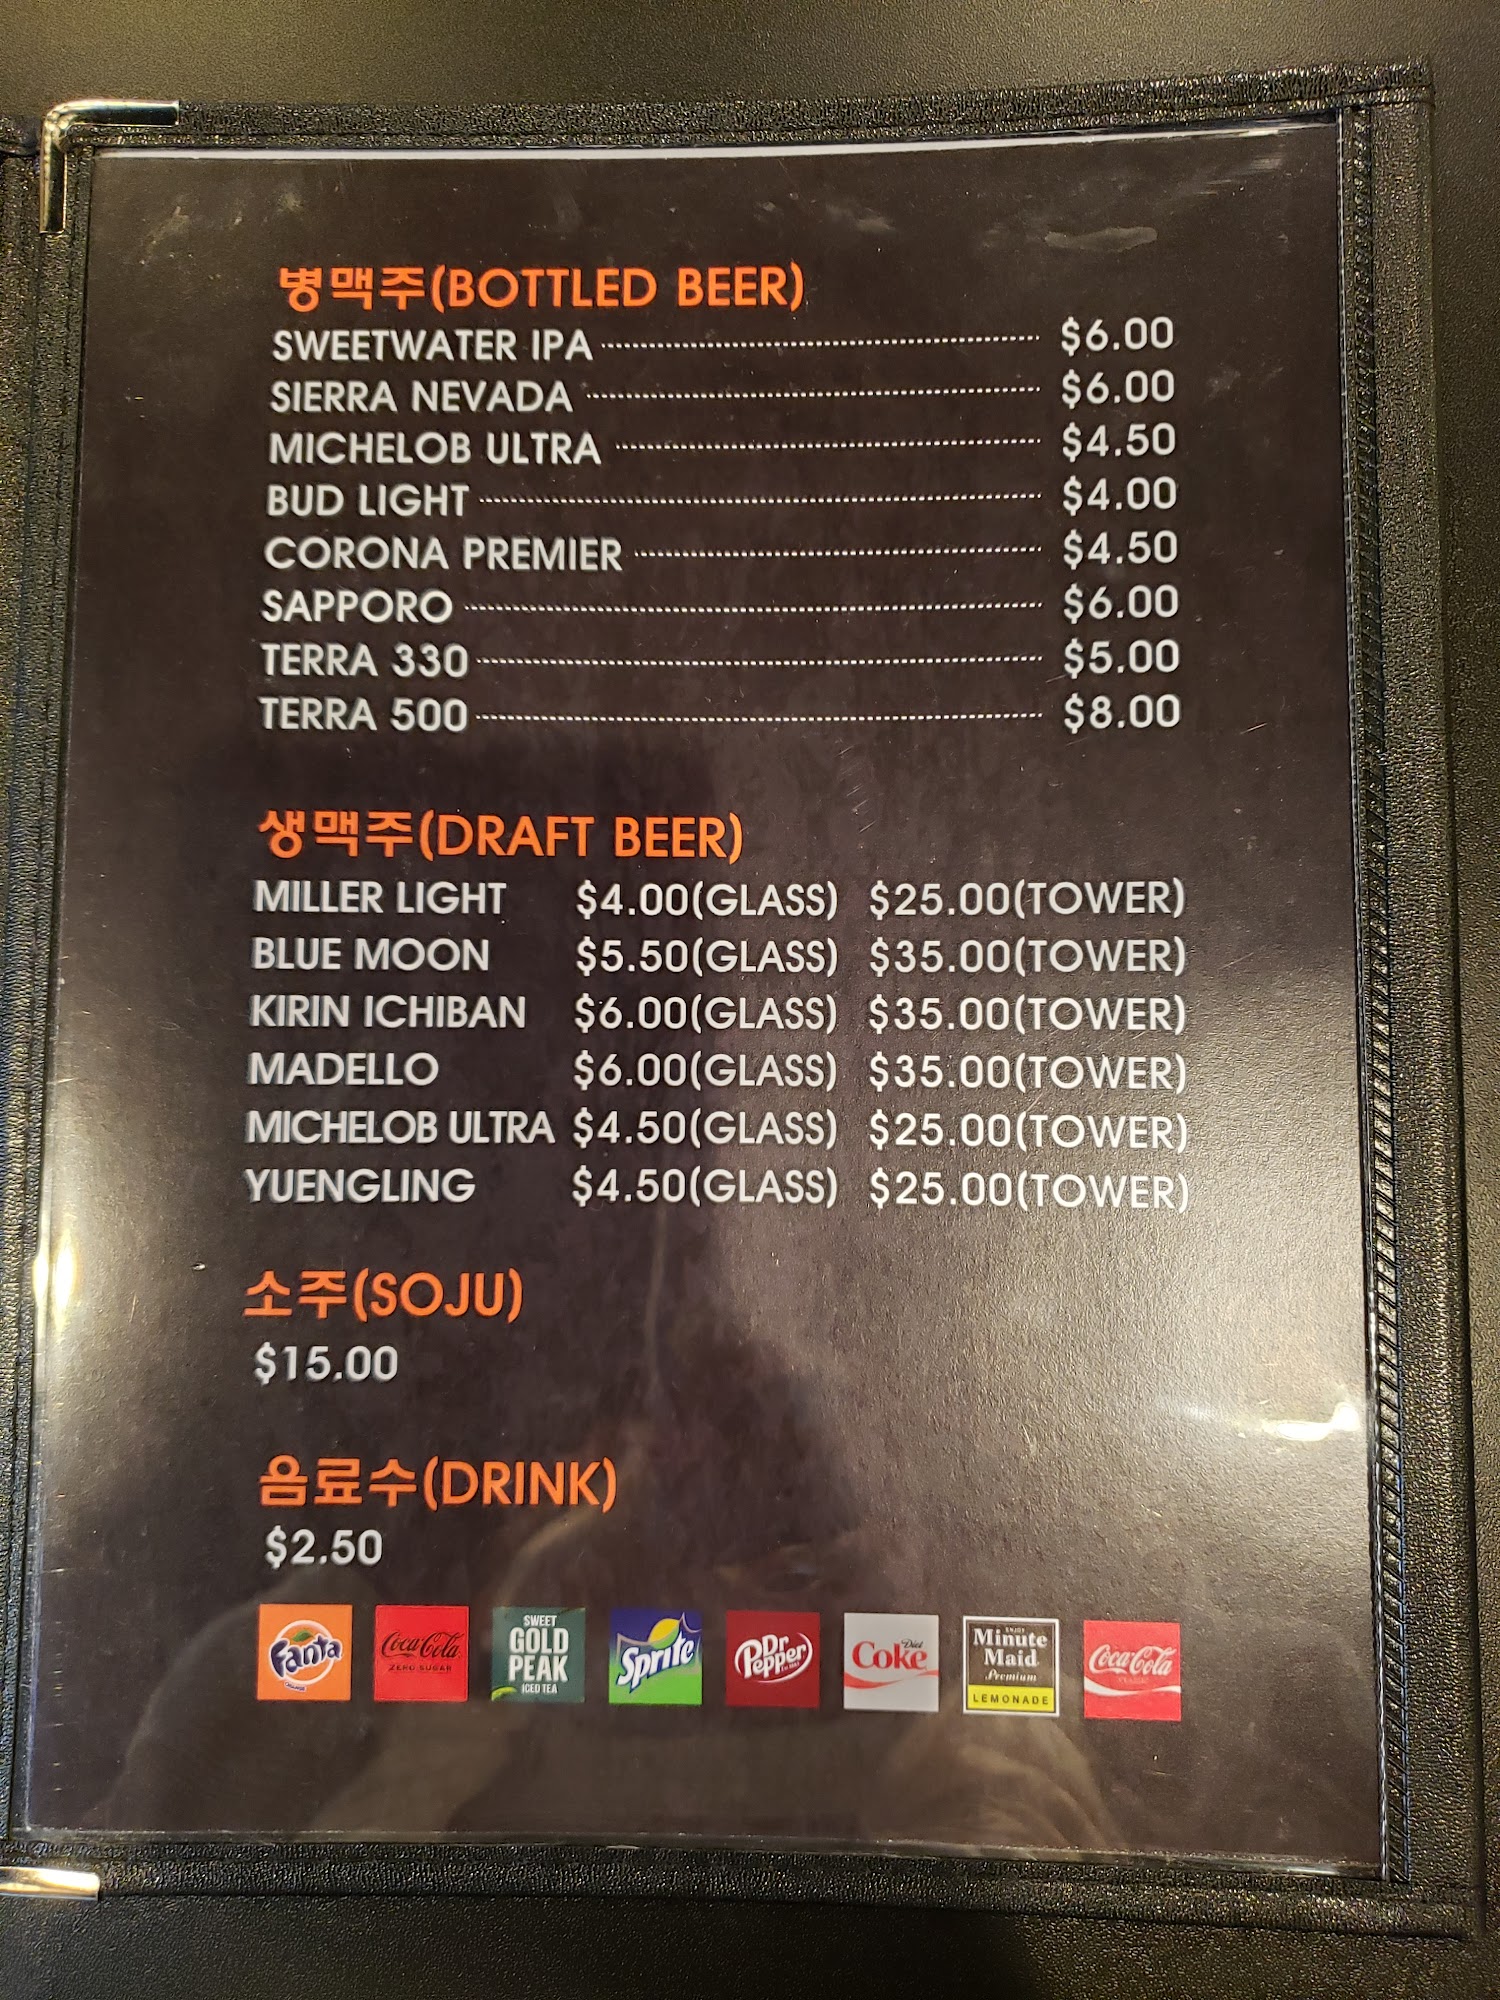 병맥주(BOTTLED BEER)
SWEETWATER IPA $6.00
SIERRA NEVADA $6.00
MICHELOB ULTRA $4.50
BUD LIGHT $4.00
CORONA PREMIER $4.50
SAPPORO $6.00
TERRA 330 $5.00
TERRA 500 $8.00
생맥주(DRAFT BEER)
MILLER LIGHT $4.00(GLASS) $25.00(TOWER)
BLUE MOON $5.50(GLASS) $35.00(TOWER)
KIRIN ICHIBAN $6.00(GLASS) $35.00(TOWER)
MADELLO $6.00(GLASS) $35.00(TOWER)
MICHELOB ULTRA $4.50(GLASS) $25.00(TOWER)
YUENGLING $4.50(GLASS) $25.00(TOWER)
소주(SOJU)
$15.00
음료수(DRINK)
$2.50
Fanta
Coca-Cola
ZERO SUGAR
SWEET
GOLD
PEAK
ICED TEA
Sprite
Dr
Pepper
Diet
Coke
Minute
Maid
Premium
LEMONADE
Coca-Cola